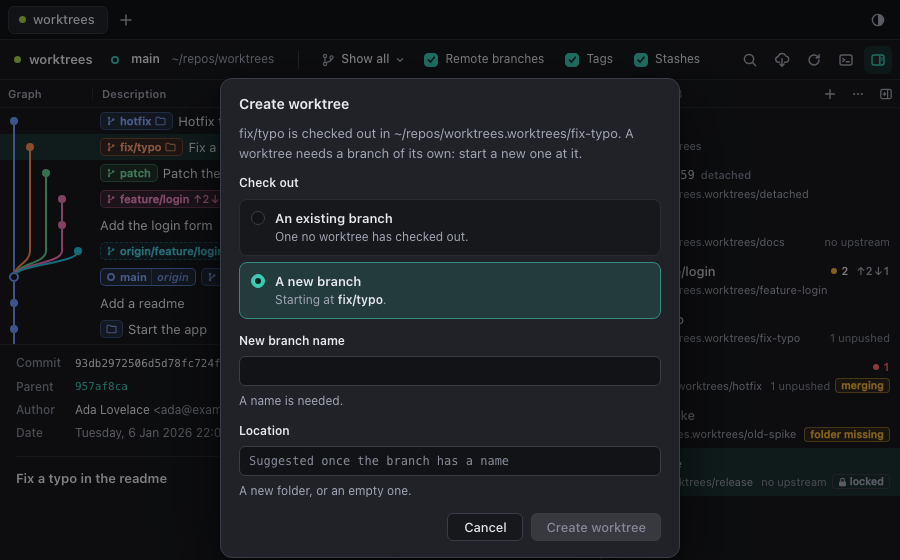 worktrees
worktrees main ~/repos/worktrees Show all Remote branches Tags Stashes
Graph Description
hotfix Hotfix
fix/typo Fix a
patch Patch the
feature/login ↑2↓
Add the login form
origin/feature/login
main origin
Add a readme
Start the app
Commit 93db2972506d5d78fc724f
Parent 957af8ca
Author Ada Lovelace <ada@exam
Date Tuesday, 6 Jan 2026 22:0
Fix a typo in the readme
Create worktree
fix/typo is checked out in ~/repos/worktrees.worktrees/fix-typo. A
worktree needs a branch of its own: start a new one at it.
Check out
An existing branch
One no worktree has checked out.
A new branch
Starting at fix/typo.
New branch name
A name is needed.
Location
Suggested once the branch has a name
A new folder, or an empty one.
Cancel Create worktree
rees
59 detached
es.worktrees/detached
es.worktrees/docs no upstream
/login 2 ↑2↓1
es.worktrees/feature-login
es.worktrees/fix-typo 1 unpushed
1
worktrees/hotfix 1 unpushed merging
ke
es.worktrees/old-spike folder missing
ktrees/release no upstream locked